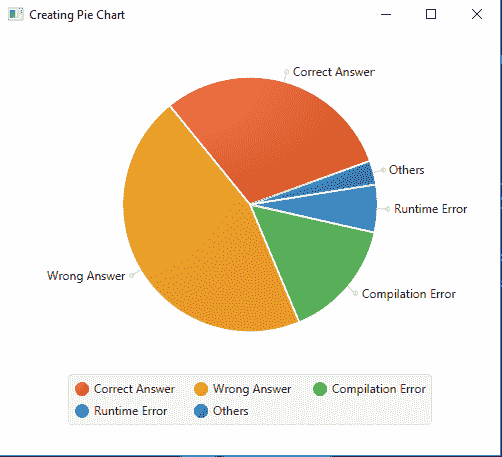 Creating Pie Chart
Correct Answer
Others
Runtime Error
Wrong Answer
Compilation Error
Correct Answer Wrong Answer Compilation Error
Runtime Error Others